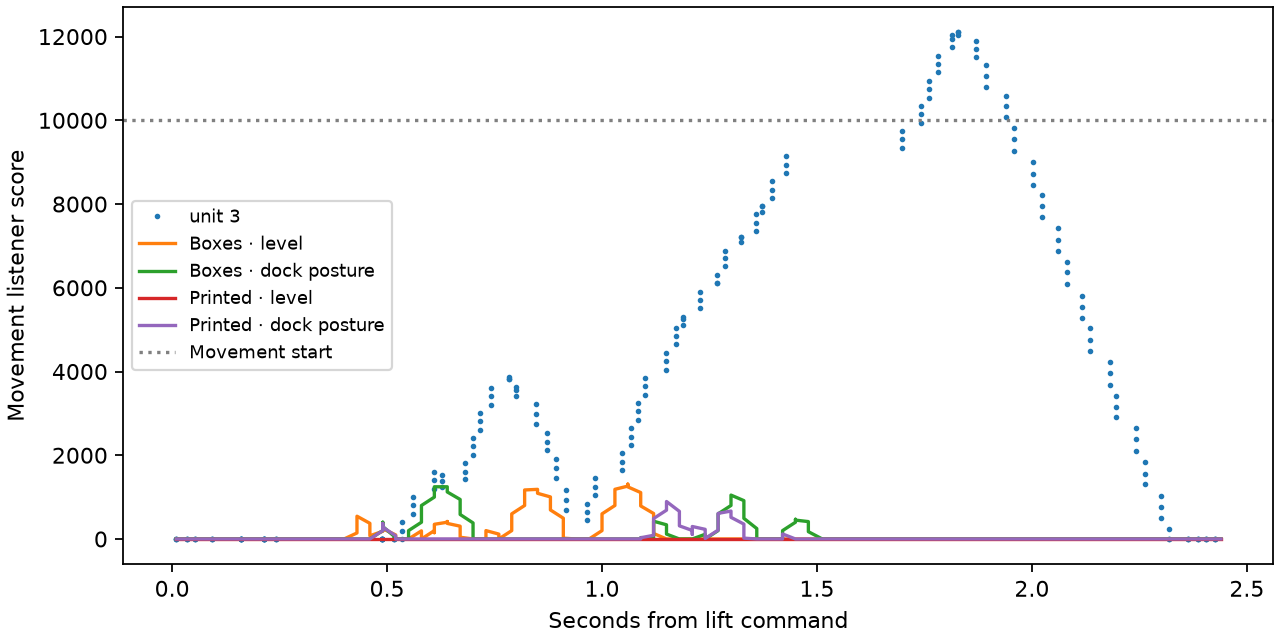 12000
10000
8000
6000
4000
2000
0
Movement listener score
unit 3
Boxes · level
Boxes · dock posture
Printed · level
Printed · dock posture
Movement start
0.0 0.5 1.0 1.5 2.0 2.5
Seconds from lift command